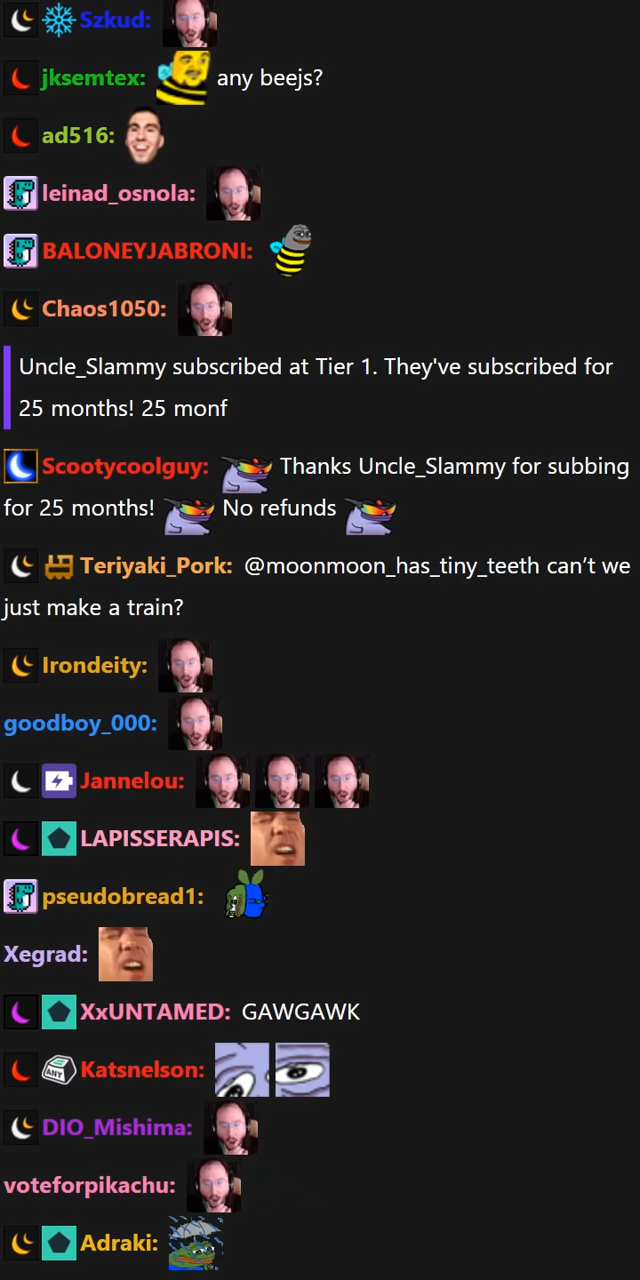 Szkud:
jksemtex: any beejs?
ad516:
leinad_osnola:
BALONEYJABRONI:
Chaos1050:
Uncle_Slammy subscribed at Tier 1. They've subscribed for
25 months! 25 monf
Scootycoolguy: Thanks Uncle_Slammy for subbing
for 25 months! No refunds
Teriyaki_Pork: @moonmoon_has_tiny_teeth can’t we
just make a train?
Irondeity:
goodboy_000:
Jannelou:
LAPISSERAPIS:
pseudobread1:
Xegrad:
XxUNTAMED: GAWGAWK
ANY Katsnelson:
DIO_Mishima:
voteforpikachu:
Adraki: